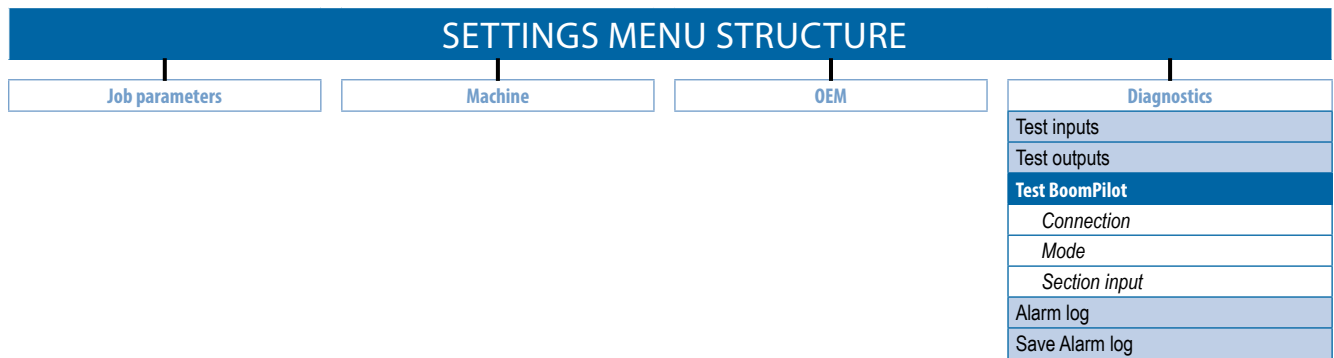 SETTINGS MENU STRUCTURE
Job parameters
Machine
OEM
Diagnostics
Test inputs
Test outputs
Test BoomPilot
Connection
Mode
Section input
Alarm log
Save Alarm log